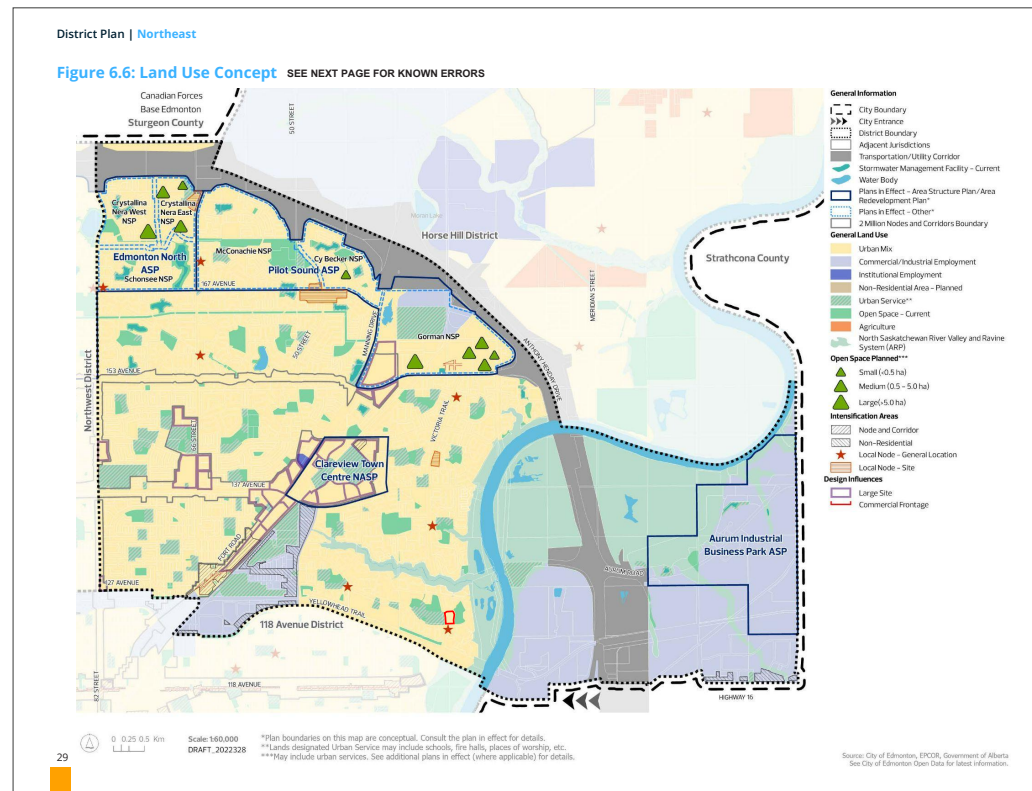 District Plan | Northeast
Figure 6.6: Land Use Concept SEE NEXT PAGE FOR KNOWN ERRORS
Canadian Forces
Base Edmonton
Sturgeon County
50 STREET
Crystallina
Nera West
NSP
Crystallina
Nera East
NSP
Edmonton North
ASP
Schonsee NSP
McConachie NSP
Pilot Sound ASP
Cy Becker NSP
167 AVENUE
Horse Hill District
Strathcona County
MERIDIAN STREET
Gorman NSP
MANNING DRIVE
50 STREET
ANTHONY HENDAY DRIVE
153 AVENUE
Northwest District
66 STREET
VICTORIA TRAIL
Clareview Town
Centre NASP
137 AVENUE
FORT ROAD
127 AVENUE
YELLOWHEAD TRAIL
118 Avenue District
118 AVENUE
82 STREET
Aurum Industrial
Business Park ASP
AURUM ROAD
HIGHWAY 16
General Information
City Boundary
City Entrance
District Boundary
Adjacent Jurisdictions
Transportation/Utility Corridor
Stormwater Management Facility - Current
Water Body
Plans in Effect - Area Structure Plan/Area
Redevelopment Plan*
Plans in Effect - Other*
2 Million Nodes and Corridors Boundary
General Land Use
Urban Mix
Commercial/Industrial Employment
Institutional Employment
Non-Residential Area - Planned
Urban Service**
Open Space - Current
Agriculture
North Saskatchewan River Valley and Ravine
System (ARP)
Open Space Planned***
Small (<0.5 ha)
Medium (0.5 - 5.0 ha)
Large(>5.0 ha)
Intensification Areas
Node and Corridor
Non-Residential
Local Node - General Location
Local Node - Site
Design Influences
Large Site
Commercial Frontage
0 0.25 0.5 Km
Scale: 1:60,000
DRAFT_2022328
*Plan boundaries on this map are conceptual. Consult the plan in effect for details.
**Lands designated Urban Service may include schools, fire halls, places of worship, etc.
***May include urban services. See additional plans in effect (where applicable) for details.
Source: City of Edmonton, EPCOR, Government of Alberta
See City of Edmonton Open Data for latest information.
29